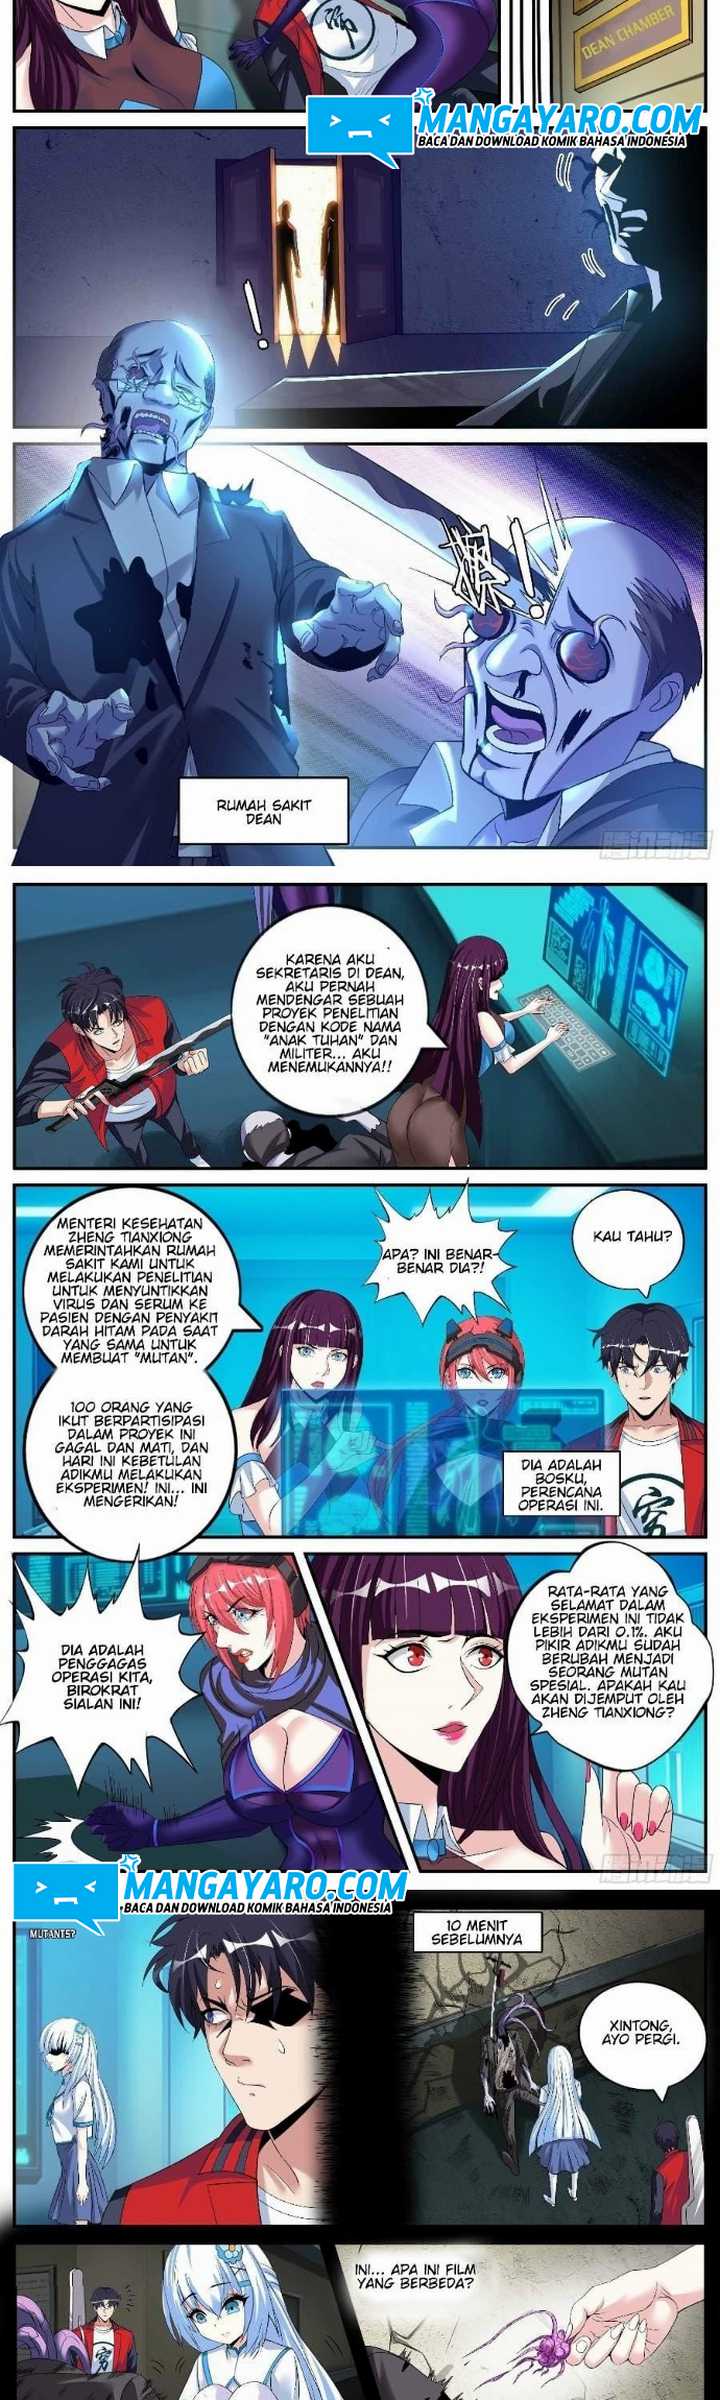 DEAN CHAMBER
MANGAYARO.COM
BACA DAN DOWNLOAD KOMIK BAHASA INDONESIA
!
RUMAH SAKIT
DEAN
KARENA AKU
SEKRETARIS DI DEAN,
AKU PERNAH
MENDENGAR SEBUAH
PROYEK PENELITIAN
DENGAN KODE NAMA
"ANAK TUHAN" DAN
MILITER... AKU
MENEMUKANNYA!!
MENTERI KESEHATAN
ZHENG TIANXIONG
MEMERINTAHKAN RUMAH
SAKIT KAMI UNTUK
MELAKUKAN PENELITIAN
UNTUK MENYUNTIKKAN
VIRUS DAN SERUM KE
PASIEN DENGAN PENYAKIT
DARAH HITAM PADA SAAT
YANG SAMA UNTUK
MEMBUAT "MUTAN".
APA? INI BENAR-
BENAR DIA?!
KAU TAHU?
100 ORANG YANG
IKUT BERPARTISIPASI
DALAM PROYEK INI
GAGAL DAN MATI, DAN
HARI INI KEBETULAN
ADIKMU MELAKUKAN
EKSPERIMEN! INI... INI
MENGERIKAN!
DIA ADALAH
BOSKU,
PERENCANA
OPERASI INI.
穷
DIA ADALAH
PENGGAGAS
OPERASI KITA,
BIROKRAT
SIALAN INI!
RATA-RATA YANG
SELAMAT DALAM
EKSPERIMEN INI TIDAK
LEBIH DARI 0.1%. AKU
PIKIR ADIKMU SUDAH
BERUBAH MENJADI
SEORANG MUTAN
SPESIAL. APAKAH KAU
AKAN DIJEMPUT OLEH
ZHENG TIANXIONG?
MANGAYARO.COM
BACA DAN DOWNLOAD KOMIK BAHASA INDONESIA
MUTANTS?
10 MENIT
SEBELUMNYA
XINTONG,
AYO PERGI.
INI... APA INI FILM
YANG BERBEDA?
穷